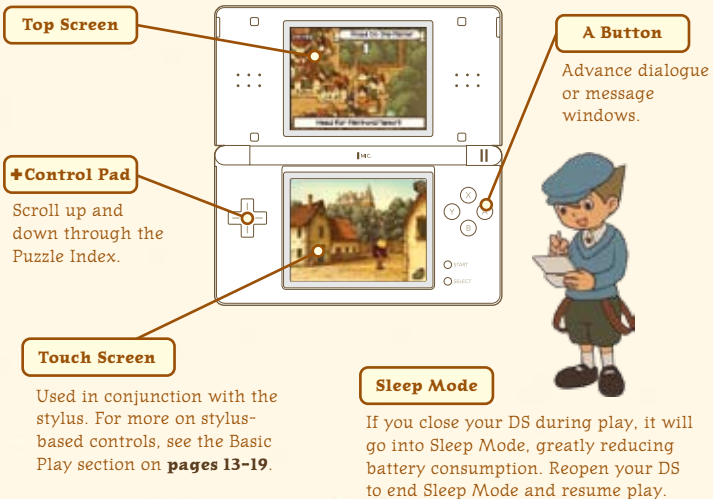 Top Screen
A Button
Advance dialogue
or message
windows.
MIC.
+Control Pad
Scroll up and
down through the
Puzzle Index.
X
Y
A
B
START
SELECT
Touch Screen
Used in conjunction with the
stylus. For more on stylus-
based controls, see the Basic
Play section on pages 13-19.
Sleep Mode
If you close your DS during play, it will
go into Sleep Mode, greatly reducing
battery consumption. Reopen your DS
to end Sleep Mode and resume play.